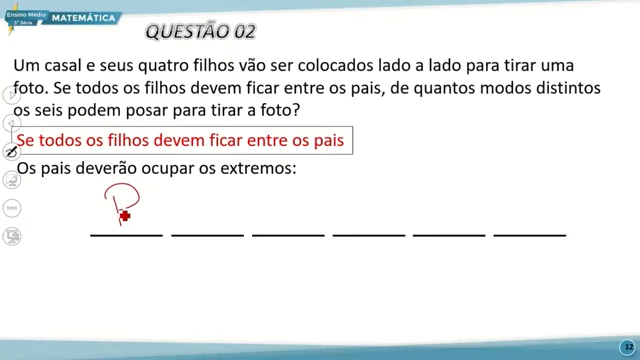 Ensino Médio
3ª Série
MATEMÁTICA
QUESTÃO 02
Um casal e seus quatro filhos vão ser colocados lado a lado para tirar uma
foto. Se todos os filhos devem ficar entre os pais, de quantos modos distintos
os seis podem posar para tirar a foto?
Se todos os filhos devem ficar entre os pais
Os pais deverão ocupar os extremos:
P
12